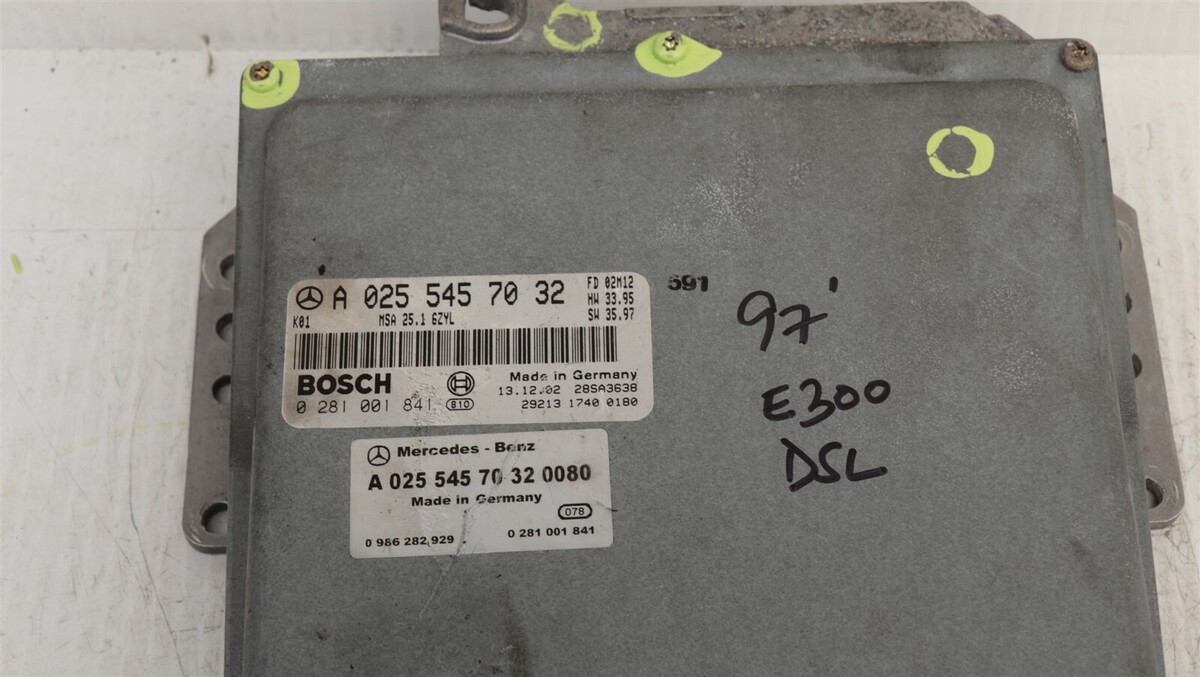 A 025 545 70 32
FD 02M12
HW 33.95
SW 35.97
K01
MSA 25.1 6ZYL
BOSCH
Made in Germany
13.12.02 28SA3638
0 281 001 841 810
29213 1740 0180
Mercedes - Benz
A 025 545 70 32 0080
Made in Germany
078
0 986 282 929
0 281 001 841
591
97'
E300
DSL